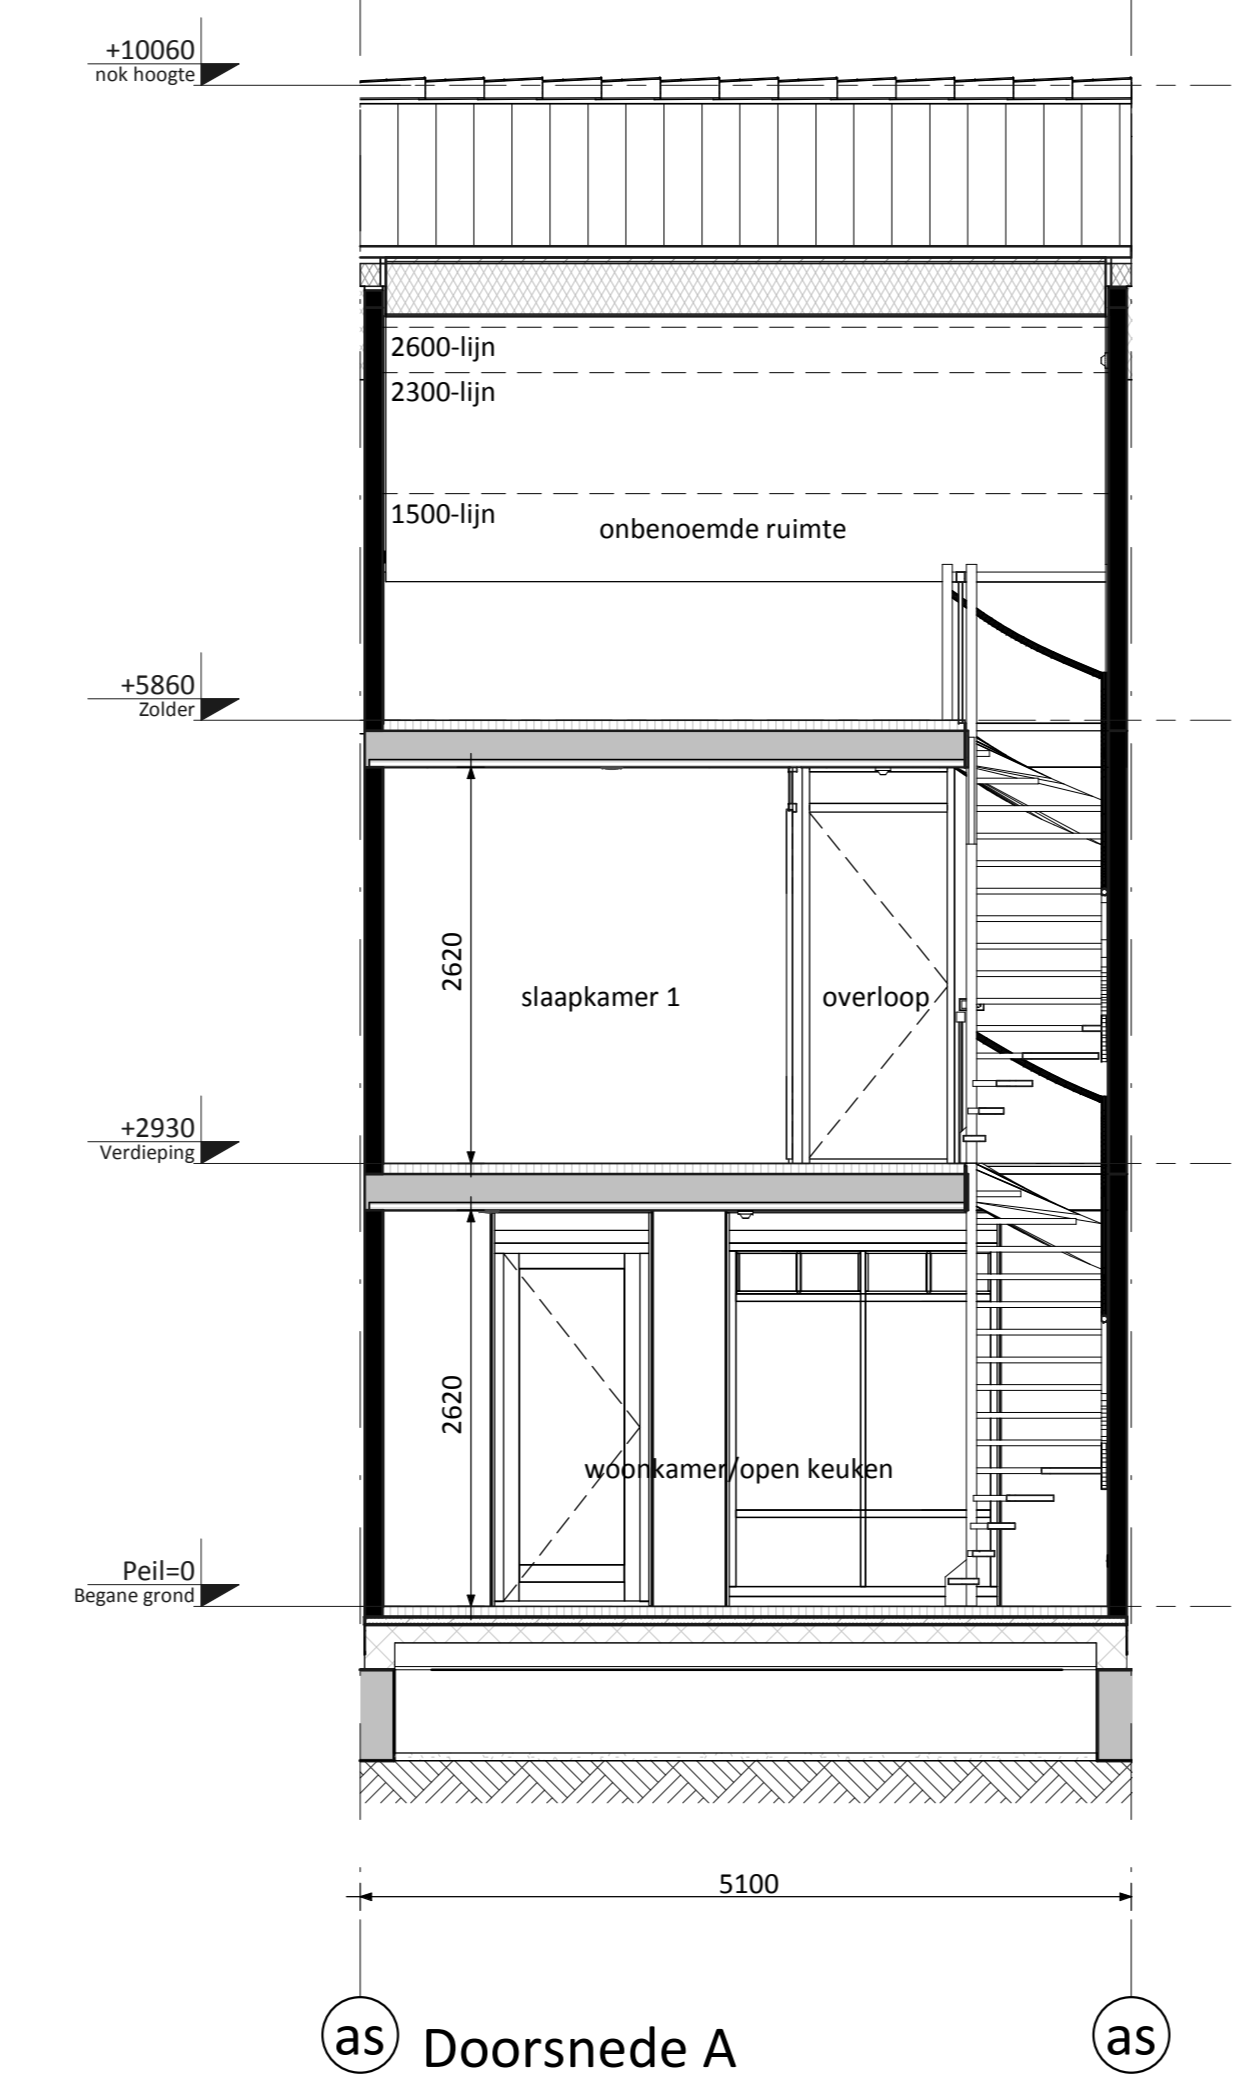 +10060
nok hoogte
2600-lijn
2300-lijn
1500-lijn
onbenoemde ruimte
+5860
Zolder
2620
slaapkamer 1
overloop
+2930
Verdieping
2620
woonkamer/open keuken
Peil=0
Begane grond
5100
as
Doorsnede A
as